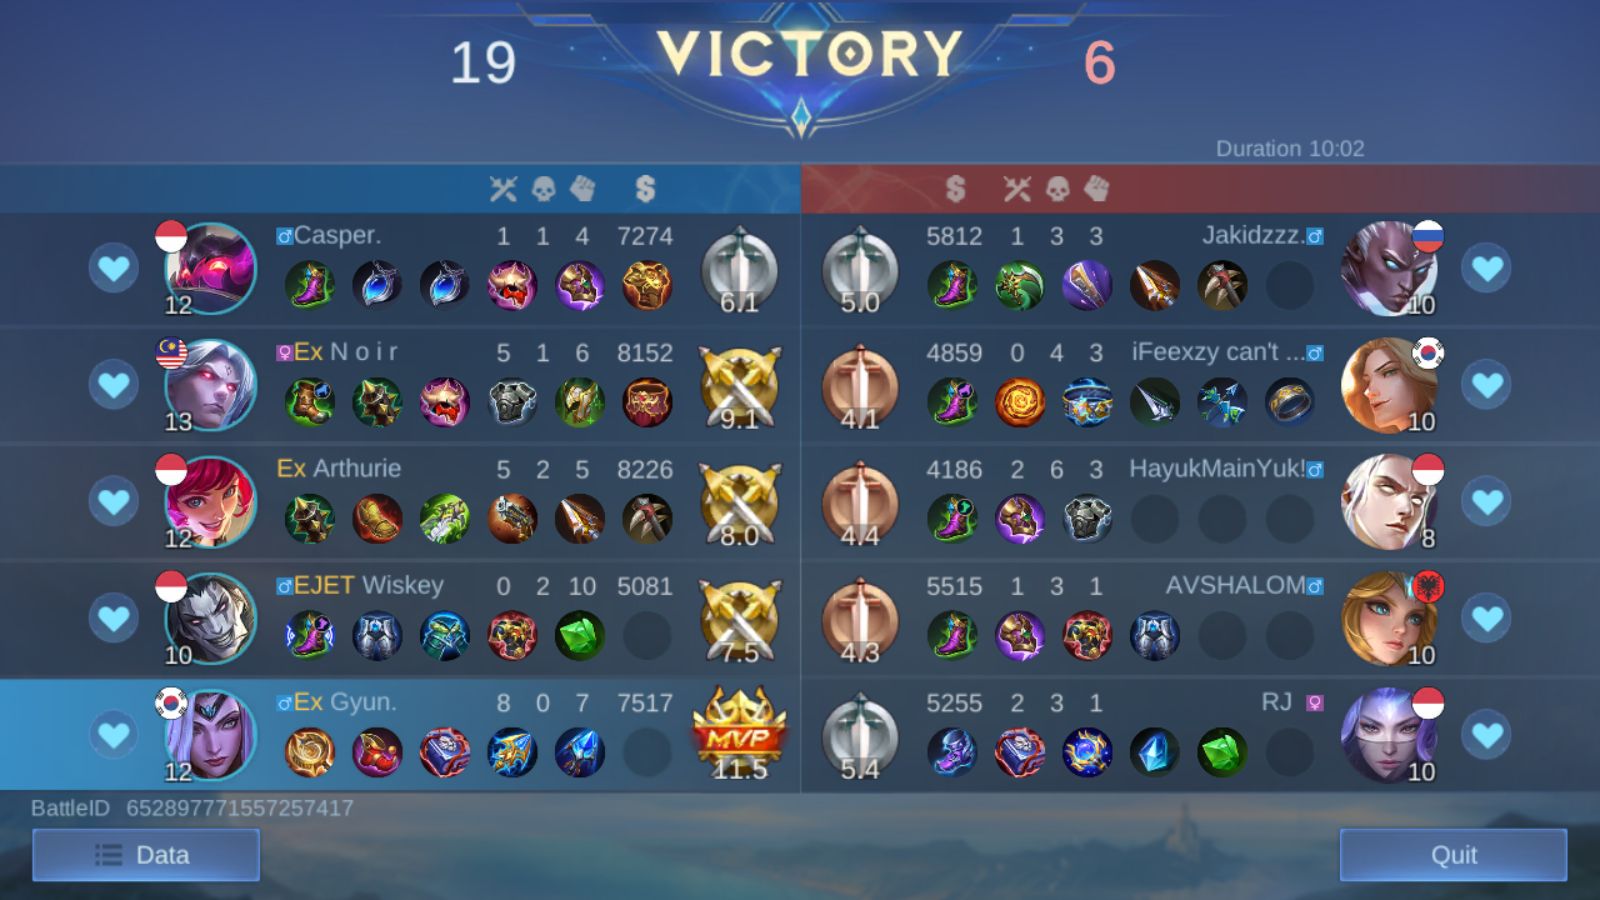 19 VICTORY 6
Duration 10:02
Casper. 1 1 4 7274
12 6.1
5812 1 3 3 Jakidzzz.
5.0 10
Ex N o i r 5 1 6 8152
13 9.1
4859 0 4 3 iFeexzy can't ...
4.1 10
Ex Arthurie 5 2 5 8226
12 8.0
4186 2 6 3 HayukMainYuk!
4.4 8
EJET Wiskey 0 2 10 5081
10 7.5
5515 1 3 1 AVSHALOM
4.3 10
Ex Gyun. 8 0 7 7517
12 MVP 11.5
5255 2 3 1 RJ
5.4 10
BattleID 652897771557257417
Data
Quit